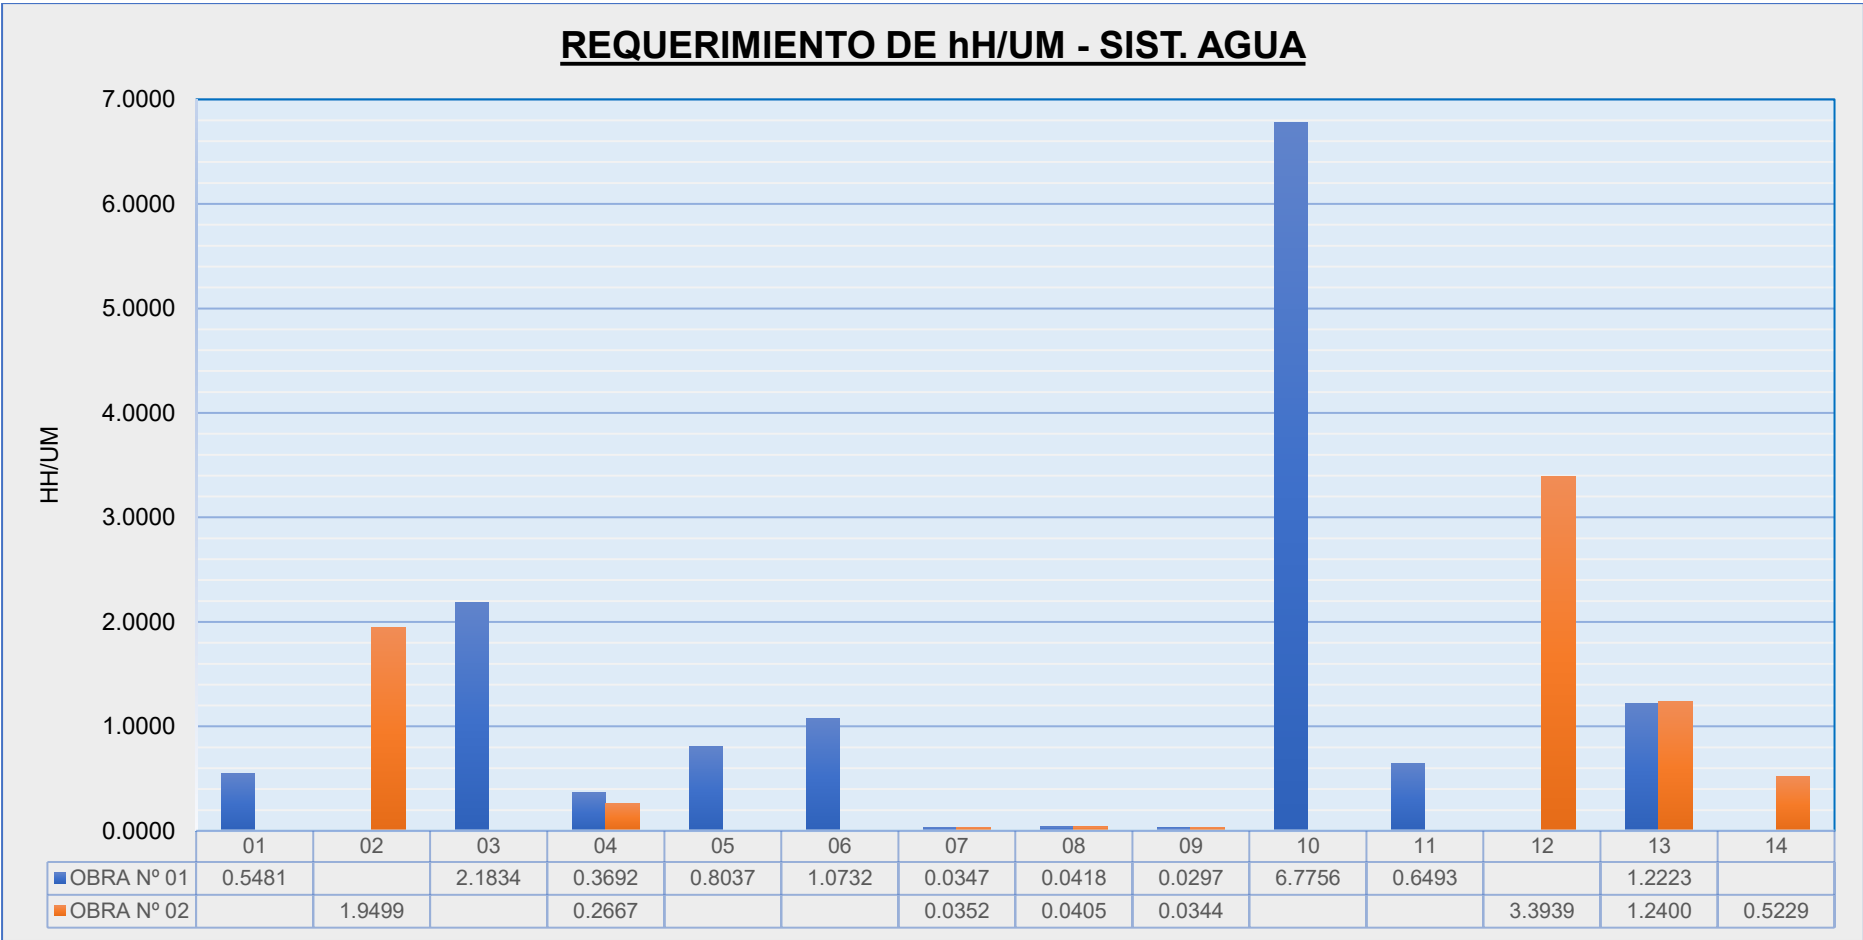 REQUERIMIENTO DE hH/UM - SIST. AGUA
7.0000
6.0000
5.0000
4.0000
3.0000
2.0000
1.0000
0.0000
HH/UM
01 02 03 04 05 06 07 08 09 10 11 12 13 14
OBRA Nº 01 0.5481 2.1834 0.3692 0.8037 1.0732 0.0347 0.0418 0.0297 6.7756 0.6493 1.2223
OBRA Nº 02 1.9499 0.2667 0.0352 0.0405 0.0344 3.3939 1.2400 0.5229